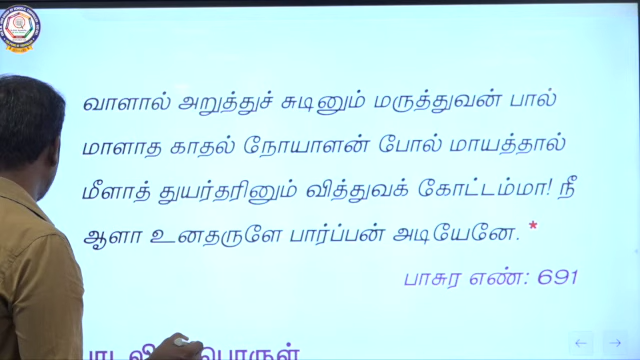 வாளால் அறுத்துச் சுடினும் மருத்துவன் பால்
மாளாத காதல் நோயாளன் போல் மாயத்தால்
மீளாத் துயர்தரினும் வித்துவக் கோட்டம்மா! நீ
ஆளா உனதருளே பார்ப்பன் அடியேனே. *
பாசுர எண்: 691